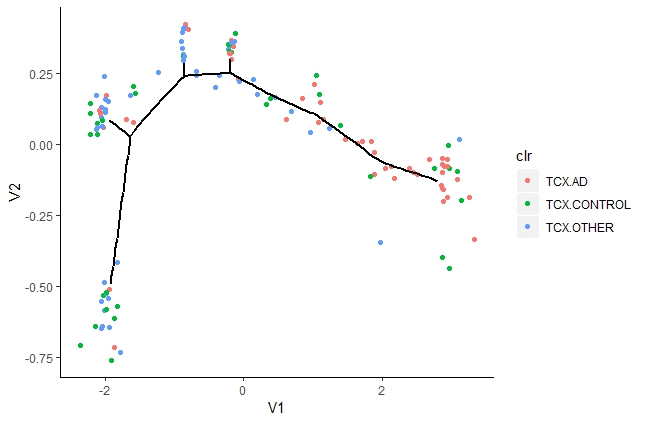 0.25
0.00
-0.25
-0.50
-0.75
V2
-2
0
2
V1
clr
TCX.AD
TCX.CONTROL
TCX.OTHER